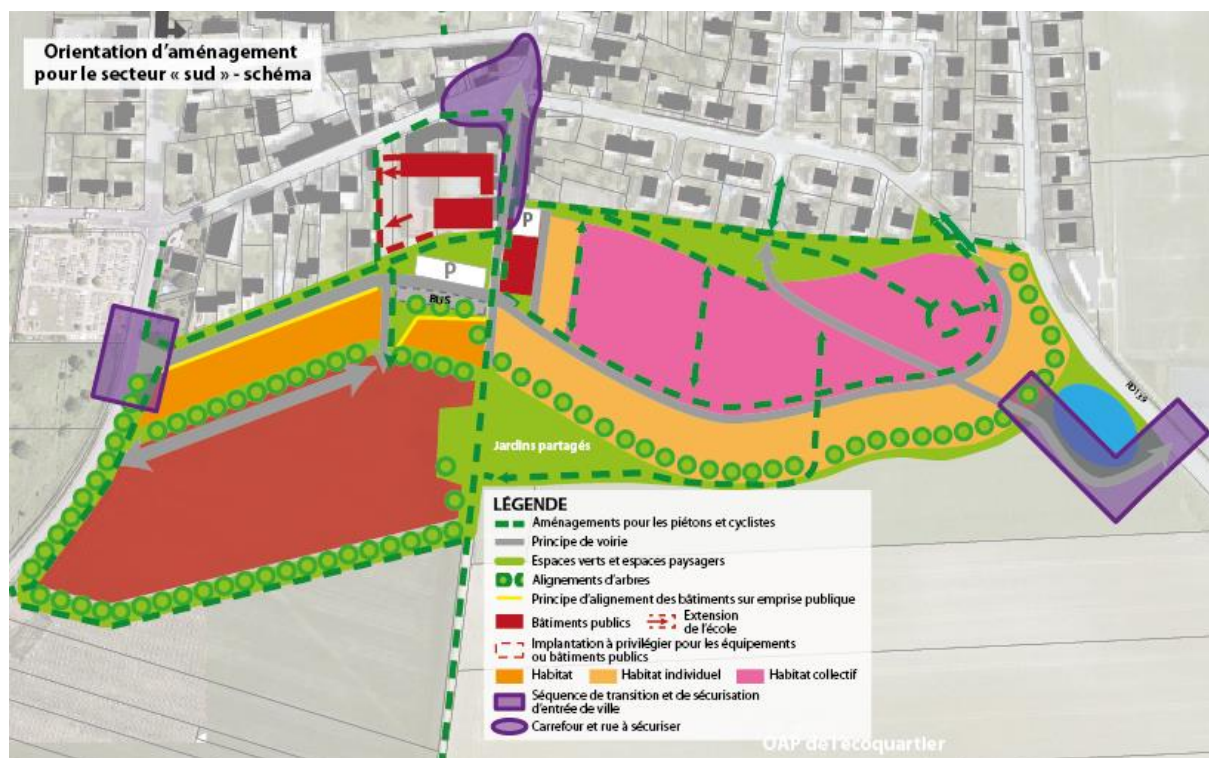 Orientation d'aménagement
pour le secteur « sud » - schéma
P
P
BUS
Jardins partagés
RD139
LÉGENDE
Aménagements pour les piétons et cyclistes
Principe de voirie
Espaces verts et espaces paysagers
Alignements d'arbres
Principe d'alignement des bâtiments sur emprise publique
Bâtiments publics
Extension
de l'école
Implantation à privilégier pour les équipements
ou bâtiments publics
Habitat
Habitat individuel
Habitat collectif
Séquence de transition et de sécurisation
d'entrée de ville
Carrefour et rue à sécuriser
OAP de l'écoquartier